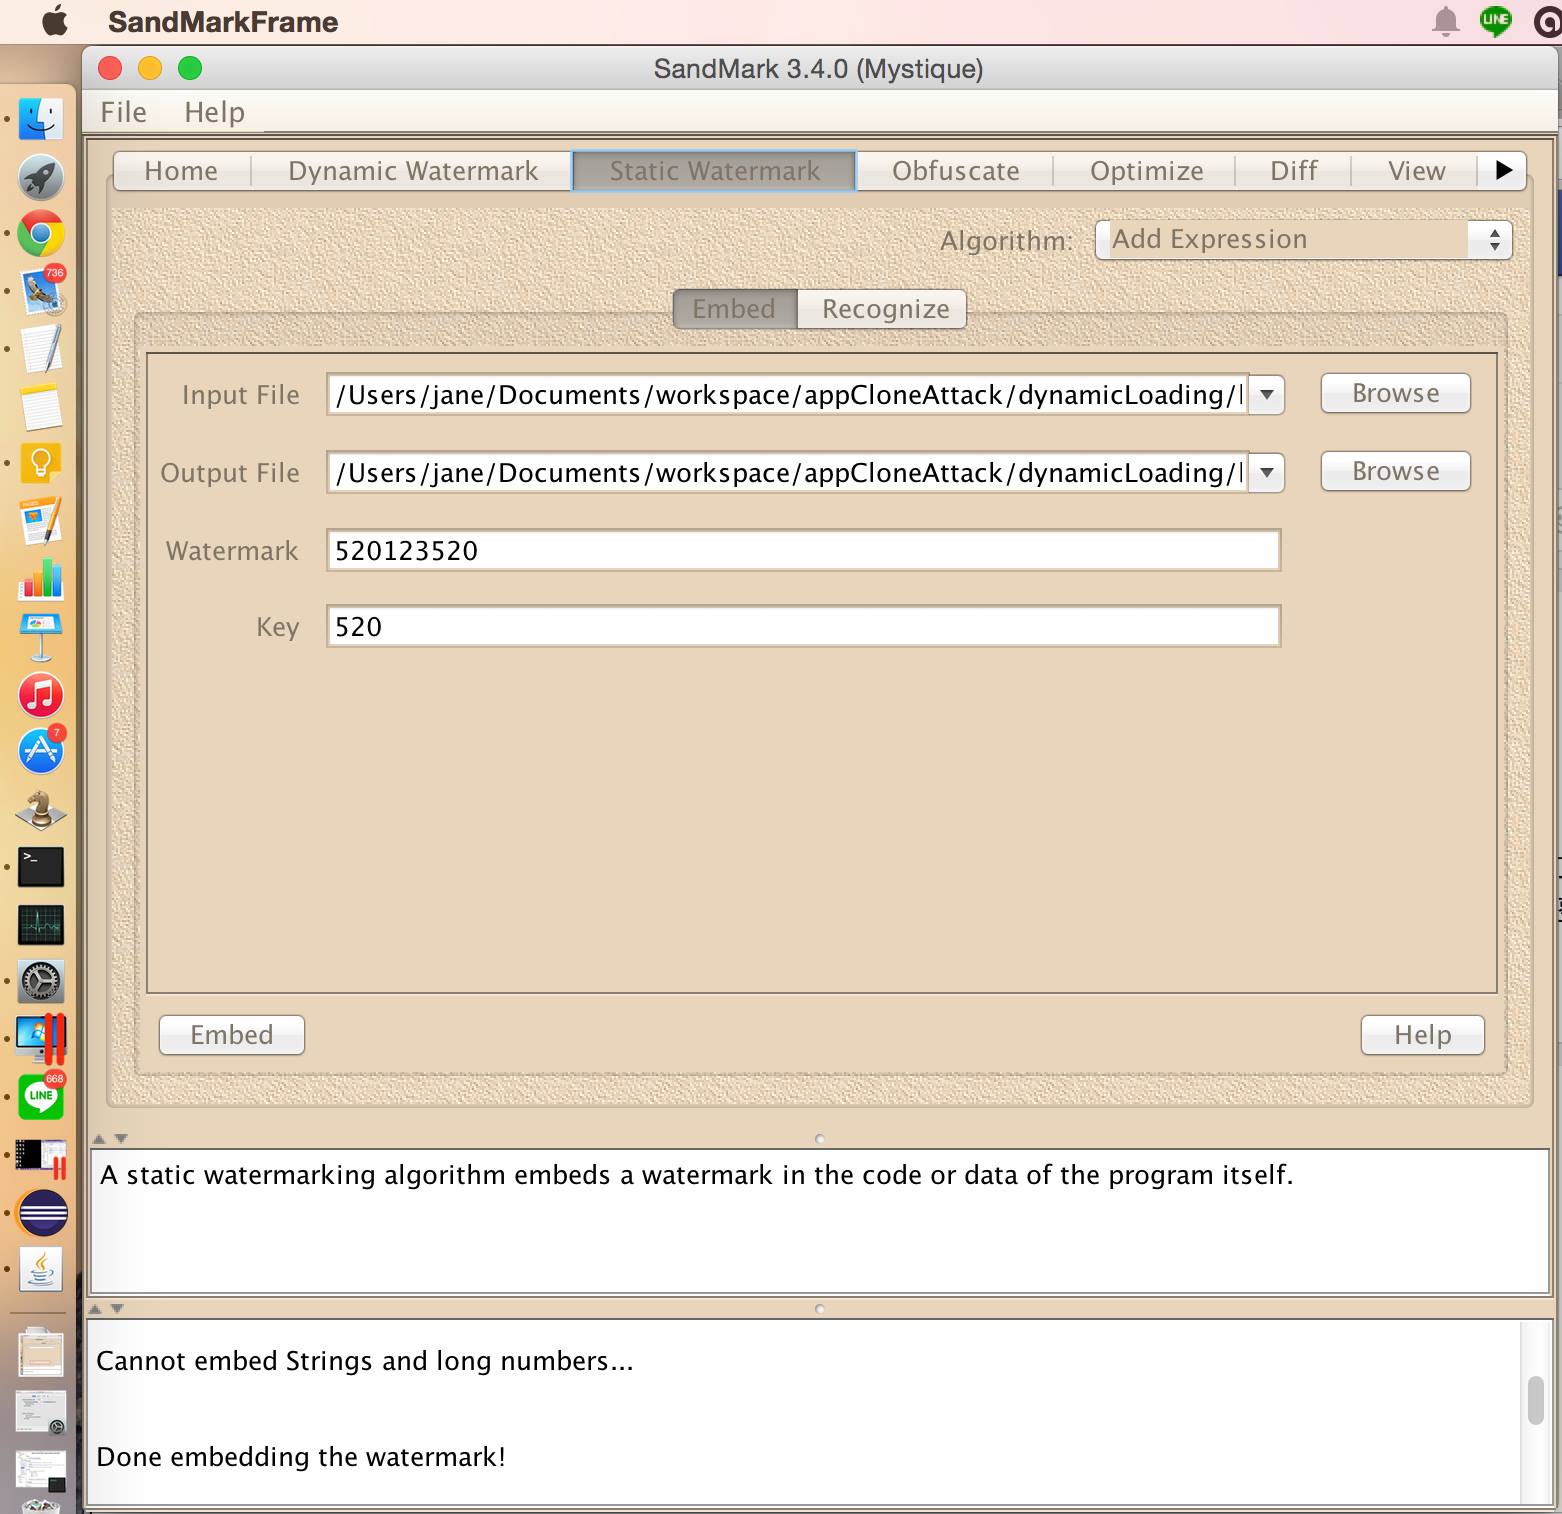 SandMarkFrame
LINE
SandMark 3.4.0 (Mystique)
File Help
Home Dynamic Watermark Static Watermark Obfuscate Optimize Diff View
Algorithm: Add Expression
736
Embed Recognize
Input File /Users/jane/Documents/workspace/appCloneAttack/dynamicLoading/ Browse
Output File /Users/jane/Documents/workspace/appCloneAttack/dynamicLoading/ Browse
Watermark 520123520
Key 520
7
>_
Embed Help
668
LINE
A static watermarking algorithm embeds a watermark in the code or data of the program itself.
Cannot embed Strings and long numbers...
Done embedding the watermark!